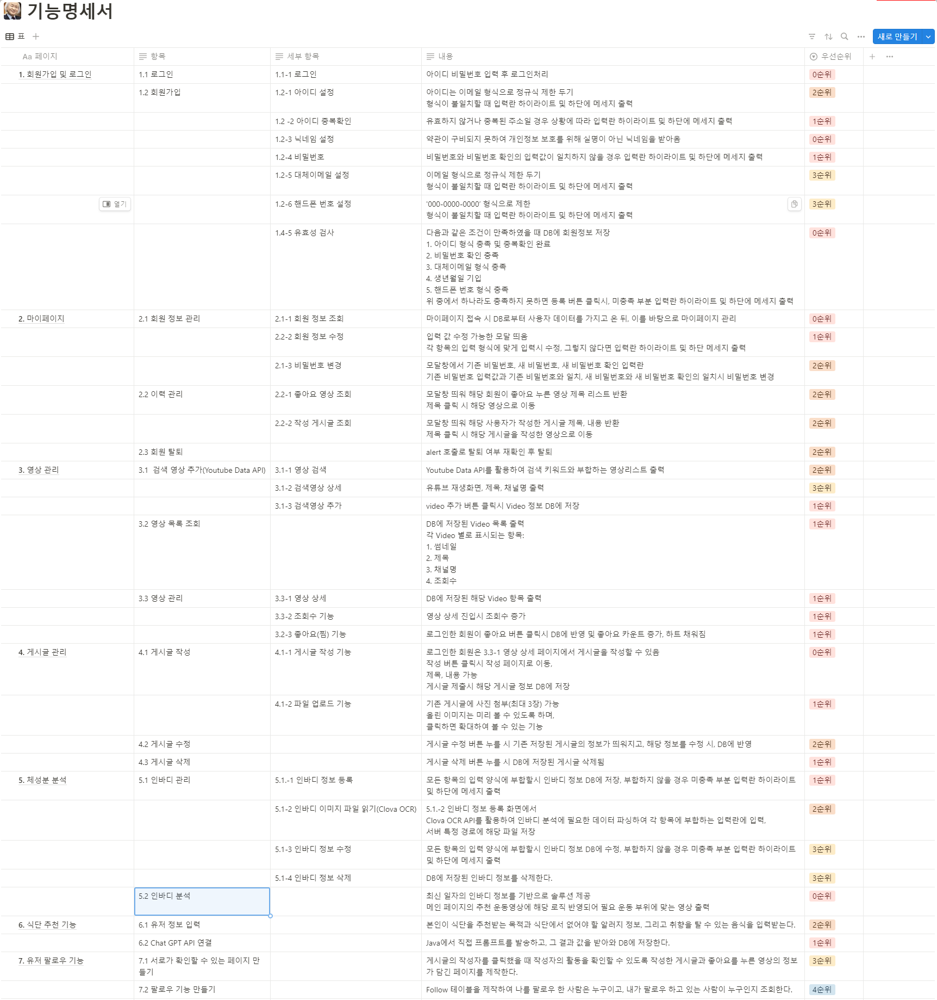 기능명세서
표
새로 만들기
Aa 페이지 항목 세부 항목 내용 우선순위
1. 회원가입 및 로그인 1.1 로그인 1.1-1 로그인 아이디 비밀번호 입력 후 로그인처리 0순위
1.2 회원가입 1.2-1 아이디 설정 아이디는 이메일 형식으로 정규식 제한 두기 2순위
형식이 불일치할 때 입력란 하이라이트 및 하단에 메세지 출력
1.2 -2 아이디 중복확인 유효하지 않거나 중복된 주소일 경우 상황에 따라 입력란 하이라이트 및 하단에 메세지 출력 1순위
1.2-3 닉네임 설정 약관이 구비되지 못하여 개인정보 보호를 위해 실명이 아닌 닉네임을 받아옴 0순위
1.2-4 비밀번호 비밀번호와 비밀번호 확인의 입력값이 일치하지 않을 경우 입력란 하이라이트 및 하단에 메세지 출력 1순위
1.2-5 대체이메일 설정 이메일 형식으로 정규식 제한 두기 3순위
형식이 불일치할 때 입력란 하이라이트 및 하단에 메세지 출력
열기 1.2-6 핸드폰 번호 설정 '000-0000-0000' 형식으로 제한 3순위
형식이 불일치할 때 입력란 하이라이트 및 하단에 메세지 출력
1.4-5 유효성 검사 다음과 같은 조건이 만족하였을 때 DB에 회원정보 저장 0순위
1. 아이디 형식 충족 및 중복확인 완료
2. 비밀번호 확인 충족
3. 대체이메일 형식 충족
4. 생년월일 기입
5. 핸드폰 번호 형식 충족
위 중에서 하나라도 충족하지 못하면 등록 버튼 클릭시, 미충족 부분 입력란 하이라이트 및 하단에 메세지 출력
2. 마이페이지 2.1 회원 정보 관리 2.1-1 회원 정보 조회 마이페이지 접속 시 DB로부터 사용자 데이터를 가지고 온 뒤, 이를 바탕으로 마이페이지 관리 0순위
2.2-2 회원 정보 수정 입력 값 수정 가능한 모달 띄움 1순위
각 항목의 입력 형식에 맞게 입력시 수정, 그렇지 않다면 입력란 하이라이트 및 하단 메세지 출력
2.1-3 비밀번호 변경 모달창에서 기존 비밀번호, 새 비밀번호, 새 비밀번호 확인 입력란 2순위
기존 비밀번호 입력값과 기존 비밀번호와 일치, 새 비밀번호와 새 비밀번호 확인의 일치시 비밀번호 변경
2.2 이력 관리 2.2-1 좋아요 영상 조회 모달창 띄워 해당 회원이 좋아요 누른 영상 제목 리스트 반환 2순위
제목 클릭 시 해당 영상으로 이동
2.2-2 작성 게시글 조회 모달창 띄워 해당 사용자가 작성한 게시글 제목, 내용 반환 2순위
제목 클릭 시 해당 게시글을 작성한 영상으로 이동
2.3 회원 탈퇴 alert 호출로 탈퇴 여부 재확인 후 탈퇴 2순위
3. 영상 관리 3.1 검색 영상 추가(Youtube Data API) 3.1-1 영상 검색 Youtube Data API를 활용하여 검색 키워드와 부합하는 영상리스트 출력 2순위
3.1-2 검색영상 상세 유튜브 재생화면, 제목, 채널명 출력 3순위
3.1-3 검색영상 추가 video 추가 버튼 클릭시 Video 정보 DB에 저장 1순위
3.2 영상 목록 조회 DB에 저장된 Video 목록 출력 1순위
각 Video 별로 표시되는 항목:
1. 썸네일
2. 제목
3. 채널명
4. 조회수
3.3 영상 관리 3.3-1 영상 상세 DB에 저장된 해당 Video 항목 출력 1순위
3.3-2 조회수 기능 영상 상세 진입시 조회수 증가 1순위
3.2-3 좋아요(찜) 기능 로그인한 회원이 좋아요 버튼 클릭시 DB에 반영 및 좋아요 카운트 증가, 하트 채워짐 1순위
4. 게시글 관리 4.1 게시글 작성 4.1-1 게시글 작성 기능 로그인한 회원은 3.3-1 영상 상세 페이지에서 게시글을 작성할 수 있음 0순위
작성 버튼 클릭시 작성 페이지로 이동,
제목, 내용 가능
게시글 제출시 해당 게시글 정보 DB에 저장
4.1-2 파일 업로드 기능 기존 게시글에 사진 첨부(최대 3장) 가능 1순위
올린 이미지는 미리 볼 수 있도록 하며,
클릭하면 확대하여 볼 수 있는 기능
4.2 게시글 수정 게시글 수정 버튼 누를 시 기존 저장된 게시글의 정보가 띄워지고, 해당 정보를 수정 시, DB에 반영 2순위
4.3 게시글 삭제 게시글 삭제 버튼 누를 시 DB에 저장된 게시글 삭제됨 1순위
5. 체성분 분석 5.1 인바디 관리 5.1.-1 인바디 정보 등록 모든 항목의 입력 양식에 부합할시 인바디 정보 DB에 저장, 부합하지 않을 경우 미충족 부분 입력란 하이라이트 1순위
및 하단에 메세지 출력
5.1-2 인바디 이미지 파일 읽기(Clova OCR) 5.1.-2 인바디 정보 등록 화면에서 2순위
Clova OCR API를 활용하여 인바디 분석에 필요한 데이터 파싱하여 각 항목에 부합하는 입력란에 입력,
서버 특정 경로에 해당 파일 저장
5.1-3 인바디 정보 수정 모든 항목의 입력 양식에 부합할시 인바디 정보 DB에 수정, 부합하지 않을 경우 미충족 부분 입력란 하이라이트 3순위
및 하단에 메세지 출력
5.1-4 인바디 정보 삭제 DB에 저장된 인바디 정보를 삭제한다. 3순위
5.2 인바디 분석 최신 일자의 인바디 정보를 기반으로 솔루션 제공 0순위
메인 페이지의 추천 운동영상에 해당 로직 반영되어 필요 운동 부위에 맞는 영상 출력
6. 식단 추천 기능 6.1 유저 정보 입력 본인이 식단을 추천받는 목적과 식단에서 없어야 할 알러지 정보, 그리고 취향을 탈 수 있는 음식을 입력받는다. 2순위
6.2 Chat GPT API 연결 Java에서 직접 프롬프트를 발송하고, 그 결과 값을 받아와 DB에 저장한다. 1순위
7. 유저 팔로우 기능 7.1 서로가 확인할 수 있는 페이지 만 게시글의 작성자를 클릭했을 때 작성자의 활동을 확인할 수 있도록 작성한 게시글과 좋아요를 누른 영상의 정보 3순위
들기 가 담긴 페이지를 제작한다.
7.2 팔로우 기능 만들기 Follow 테이블을 제작하여 나를 팔로우 한 사람은 누구이고, 내가 팔로우 하고 있는 사람이 누구인지 조회한다. 4순위